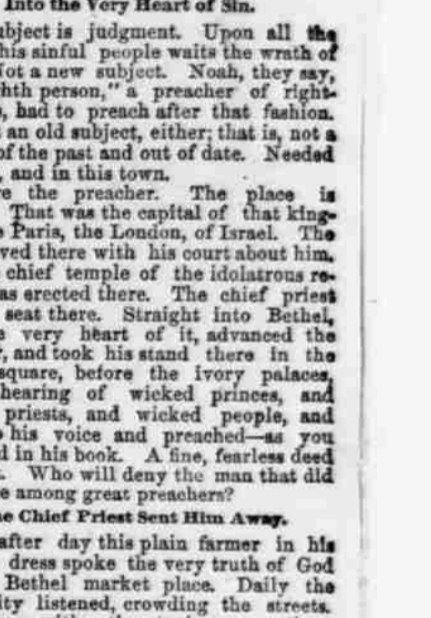 Into the Very Heart of Sin.
bject is judgment. Upon all the
his sinful people waits the wrath of
Not a new subject. Noah, they say,
hth person," a preacher of right-
, had to preach after that fashion.
an old subject, either; that is, not a
of the past and out of date. Needed
, and in this town.
re the preacher. The place is
That was the capital of that king-
e Paris, the London, of Israel. The
ved there with his court about him.
chief temple of the idolatrous re-
as erected there. The chief priest
seat there. Straight into Bethel,
e very heart of it, advanced the
, and took his stand there in the
square, before the ivory palaces,
hearing of wicked princes, and
priests, and wicked people, and
p his voice and preached—as you
d in his book. A fine, fearless deed
. Who will deny the man that did
e among great preachers?
he Chief Priest Sent Him Away.
after day this plain farmer in his
dress spoke the very truth of God
Bethel market place. Daily the
ity listened, crowding the streets.